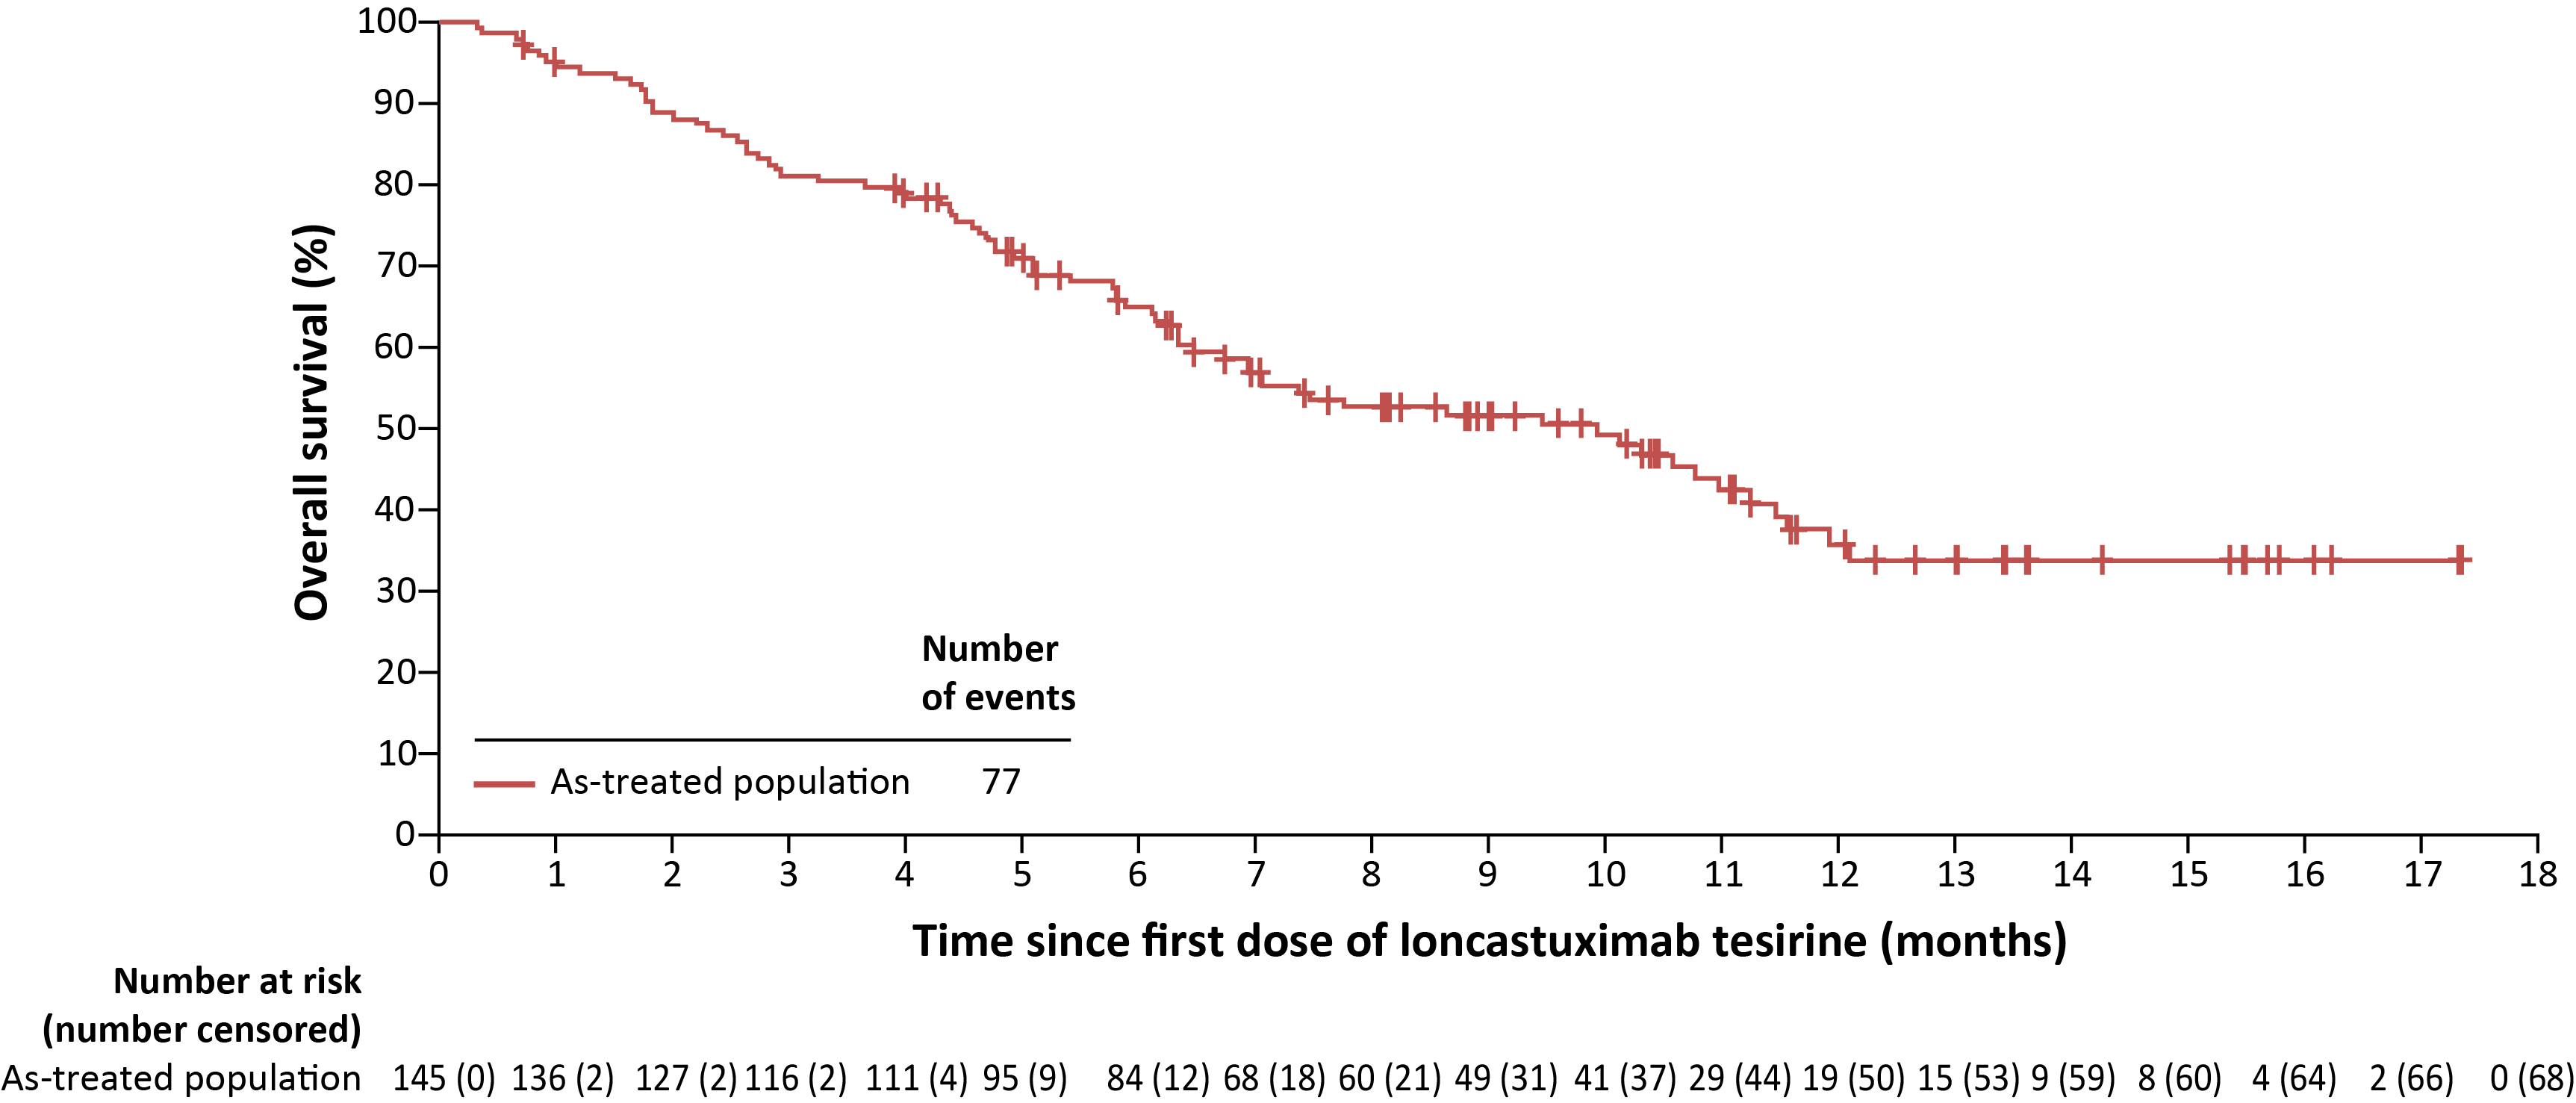 100
90
80
70
60
50
40
30
20
10
0
Overall survival (%)
Number
of events
As-treated population 77
0 1 2 3 4 5 6 7 8 9 10 11 12 13 14 15 16 17 18
Time since first dose of loncastuximab tesirine (months)
Number at risk
(number censored)
As-treated population 145 (0) 136 (2) 127 (2) 116 (2) 111 (4) 95 (9) 84 (12) 68 (18) 60 (21) 49 (31) 41 (37) 29 (44) 19 (50) 15 (53) 9 (59) 8 (60) 4 (64) 2 (66) 0 (68)